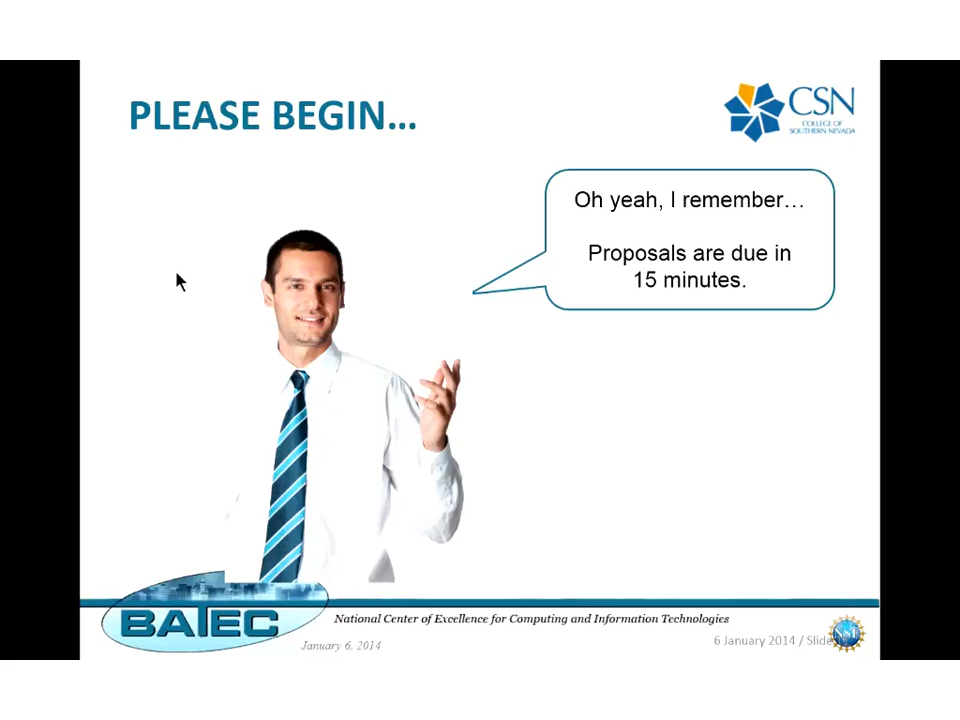 PLEASE BEGIN...
CSN
COLLEGE OF
SOUTHERN NEVADA
Oh yeah, I remember...
Proposals are due in
15 minutes.
BATEC
National Center of Excellence for Computing and Information Technologies
January 6, 2014
6 January 2014 / Slide
NSF